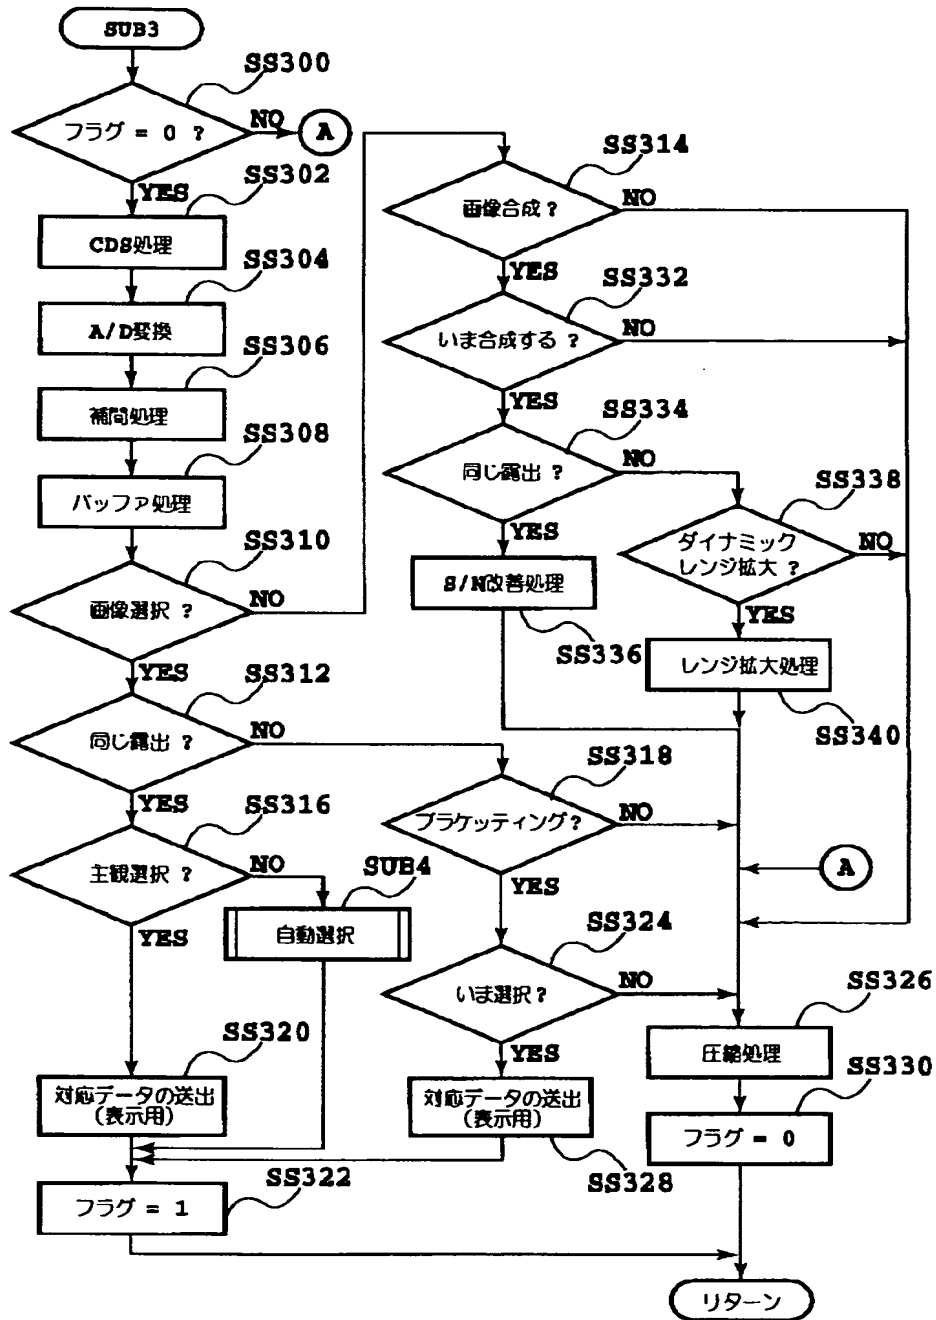 SUB3
SS300
フラグ = 0 ?
NO
A
YES
SS302
CDS処理
SS304
A/D変換
SS306
補間処理
SS308
バッファ処理
SS310
画像選択 ?
NO
YES
SS312
同じ露出 ?
NO
YES
SS316
主観選択 ?
NO
YES
SUB4
自動選択
SS320
対応データの送出
(表示用)
SS322
フラグ = 1
SS314
画像合成 ?
NO
YES
SS332
いま合成する ?
NO
YES
SS334
同じ露出 ?
NO
YES
S/N改善処理
SS336
SS338
ダイナミック
レンジ拡大 ?
NO
YES
レンジ拡大処理
SS340
SS318
ブラケッティング?
NO
YES
A
SS324
いま選択?
NO
YES
対応データの送出
(表示用)
SS328
SS326
圧縮処理
SS330
フラグ = 0
リターン